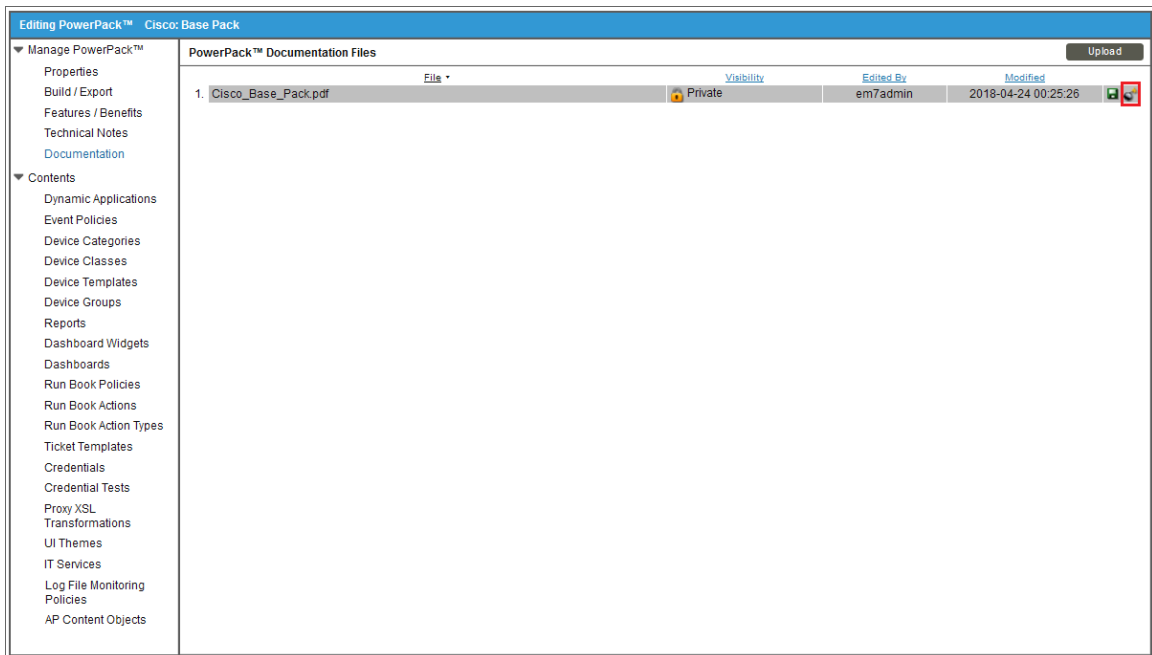 Editing PowerPack™ Cisco: Base Pack
Manage PowerPack™
Properties
Build / Export
Features / Benefits
Technical Notes
Documentation
Contents
Dynamic Applications
Event Policies
Device Categories
Device Classes
Device Templates
Device Groups
Reports
Dashboard Widgets
Dashboards
Run Book Policies
Run Book Actions
Run Book Action Types
Ticket Templates
Credentials
Credential Tests
Proxy XSL
Transformations
UI Themes
IT Services
Log File Monitoring
Policies
AP Content Objects
PowerPack™ Documentation Files
Upload
File Visibility Edited By Modified
1. Cisco_Base_Pack.pdf Private em7admin 2018-04-24 00:25:26